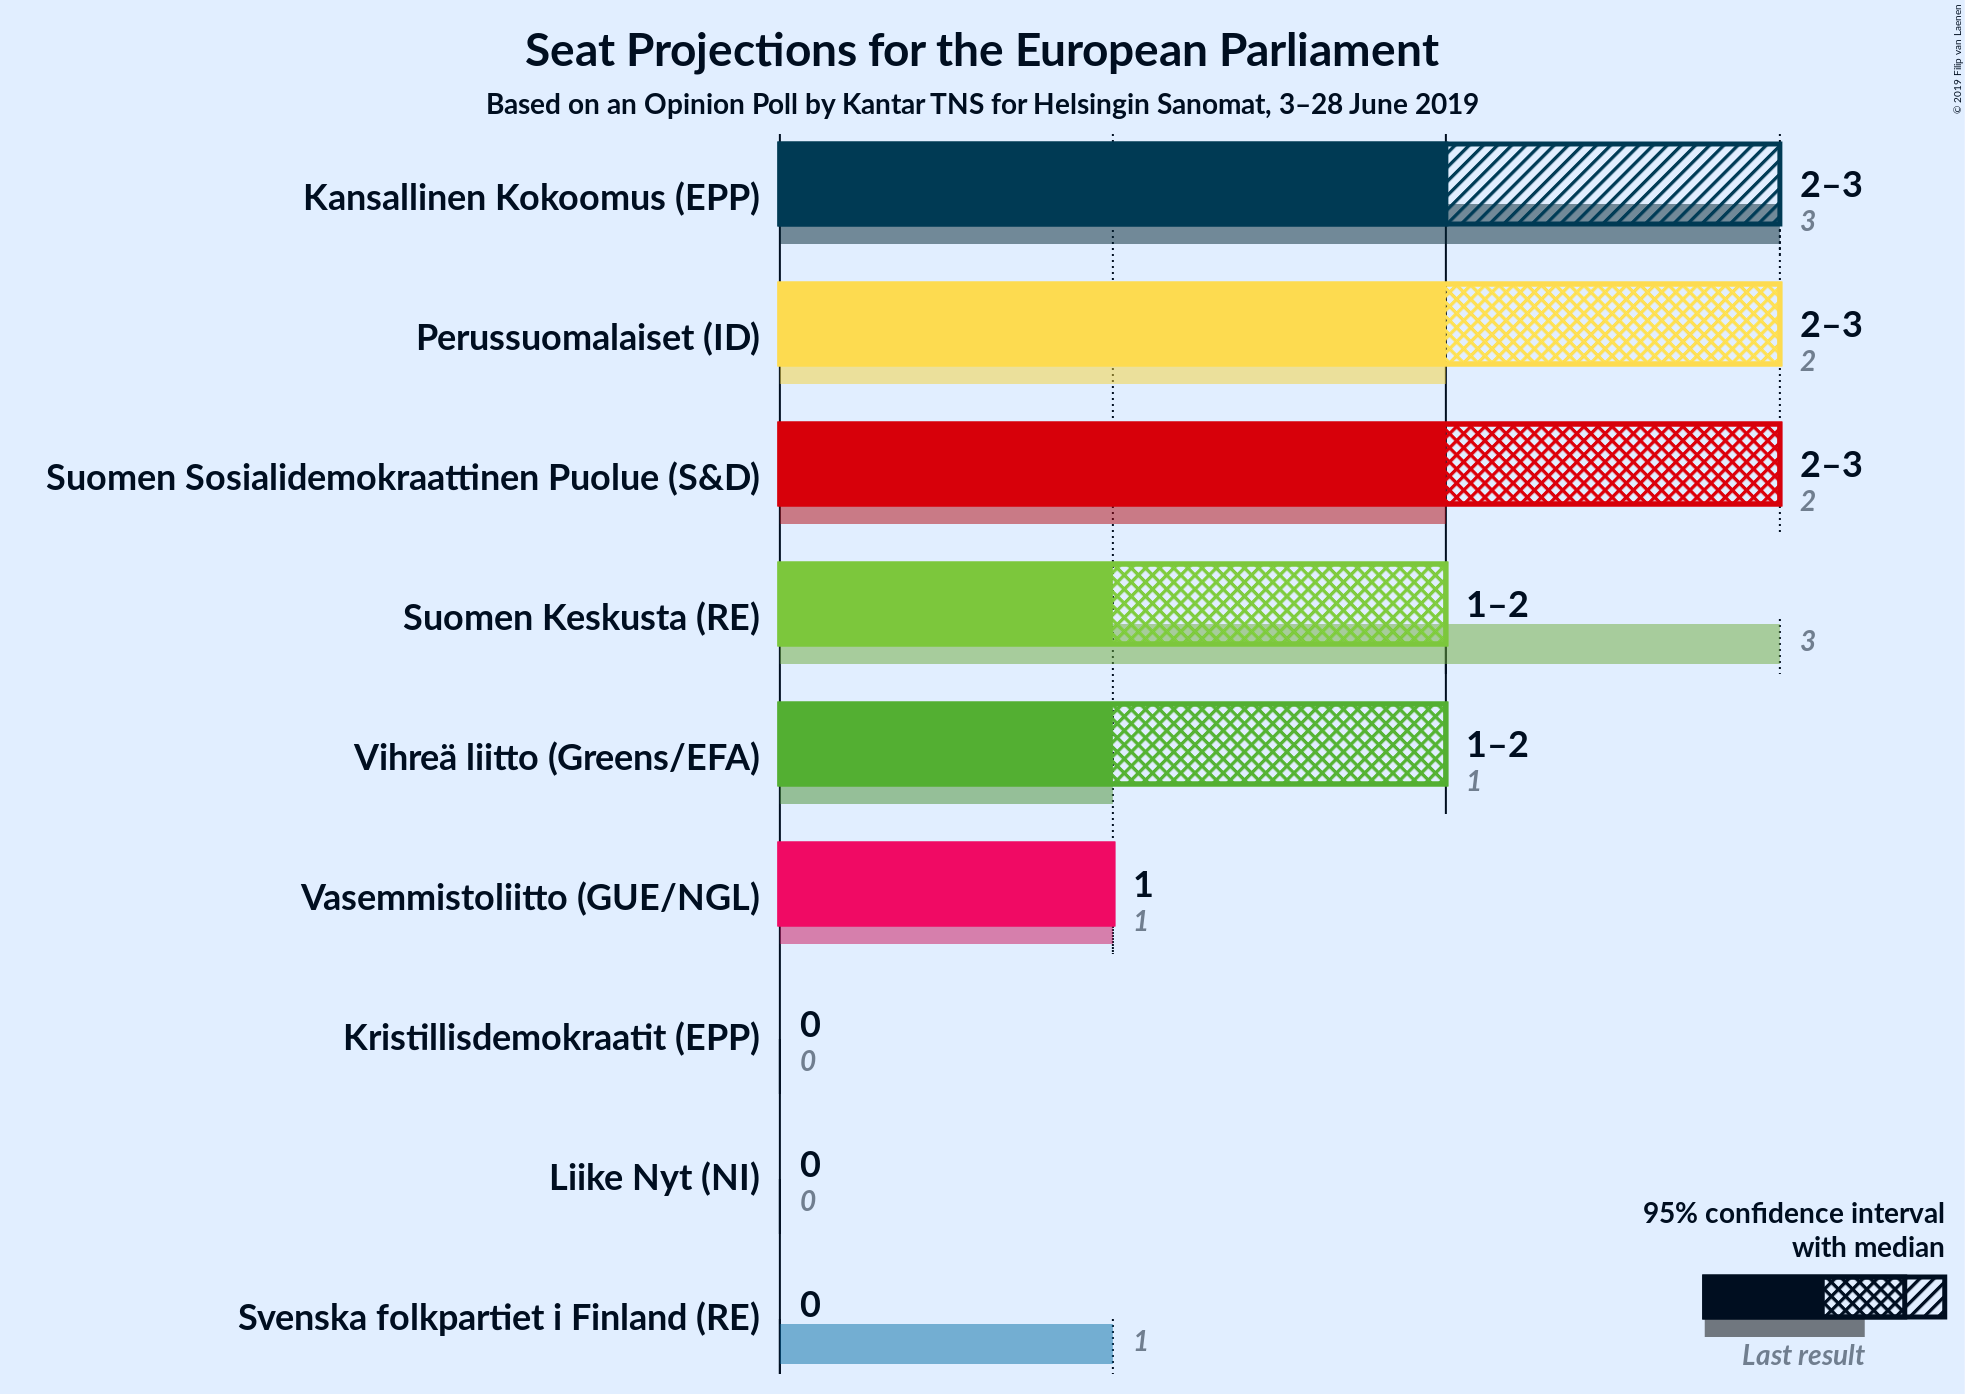 Seat Projections for the European Parliament
Based on an Opinion Poll by Kantar TNS for Helsingin Sanomat, 3–28 June 2019
© 2019 Filip van Laenen
Kansallinen Kokoomus (EPP)
2–3
3
Perussuomalaiset (ID)
2–3
2
Suomen Sosialidemokraattinen Puolue (S&D)
2–3
2
Suomen Keskusta (RE)
1–2
3
Vihreä liitto (Greens/EFA)
1–2
1
Vasemmistoliitto (GUE/NGL)
1
1
Kristillisdemokraatit (EPP)
0
0
Liike Nyt (NI)
0
0
Svenska folkpartiet i Finland (RE)
0
1
95% confidence interval
with median
Last result